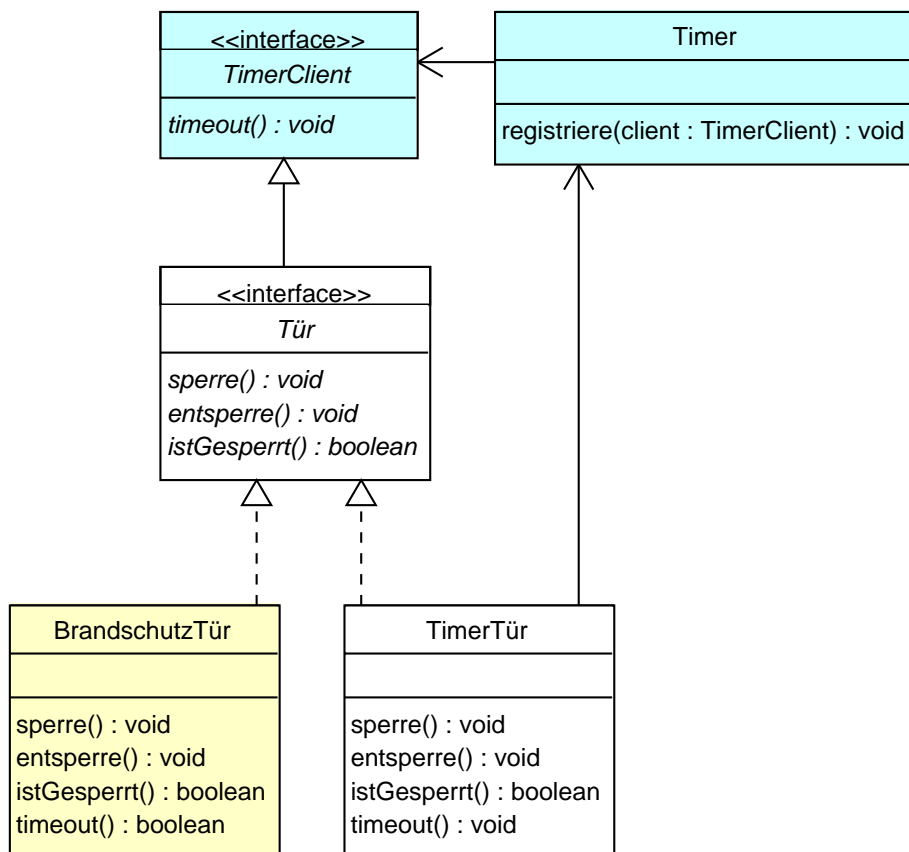 <<interface>>
TimerClient
timeout() : void
Timer
registriere(client : TimerClient) : void
<<interface>>
Tür
sperre() : void
entsperre() : void
istGesperrt() : boolean
BrandschutzTür
sperre() : void
entsperre() : void
istGesperrt() : boolean
timeout() : boolean
TimerTür
sperre() : void
entsperre() : void
istGesperrt() : boolean
timeout() : void